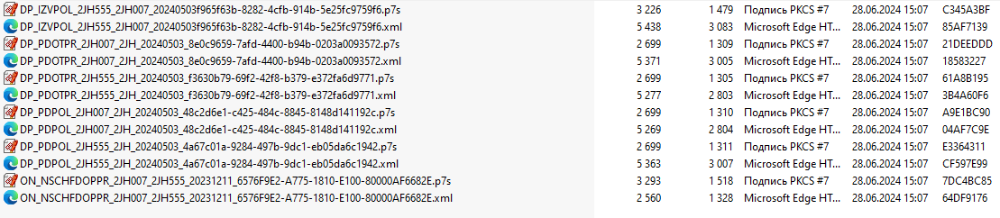 DP_IZVPOL_2JH555_2JH007_20240503f965f63b-8282-4cfb-914b-5e25fc9759f6.p7s 3 226 1 479 Подпись PKCS #7 28.06.2024 15:07 C345A3BF
DP_IZVPOL_2JH555_2JH007_20240503f965f63b-8282-4cfb-914b-5e25fc9759f6.xml 5 438 3 083 Microsoft Edge HT... 28.06.2024 15:07 85AF7139
DP_PDOTPR_2JH007_2JH_20240503_8e0c9659-7afd-4400-b94b-0203a0093572.p7s 2 699 1 309 Подпись PKCS #7 28.06.2024 15:07 21DEEDDD
DP_PDOTPR_2JH007_2JH_20240503_8e0c9659-7afd-4400-b94b-0203a0093572.xml 5 371 3 005 Microsoft Edge HT... 28.06.2024 15:07 18583227
DP_PDOTPR_2JH555_2JH_20240503_f3630b79-69f2-42f8-b379-e372fa6d9771.p7s 2 699 1 305 Подпись PKCS #7 28.06.2024 15:07 61A8B195
DP_PDOTPR_2JH555_2JH_20240503_f3630b79-69f2-42f8-b379-e372fa6d9771.xml 5 277 2 803 Microsoft Edge HT... 28.06.2024 15:07 3B4A60F6
DP_PDPOL_2JH007_2JH_20240503_48c2d6e1-c425-484c-8845-8148d141192c.p7s 2 699 1 310 Подпись PKCS #7 28.06.2024 15:07 A9E1BC90
DP_PDPOL_2JH007_2JH_20240503_48c2d6e1-c425-484c-8845-8148d141192c.xml 5 269 2 804 Microsoft Edge HT... 28.06.2024 15:07 04AF7C9E
DP_PDPOL_2JH555_2JH_20240503_4a67c01a-9284-497b-9dc1-eb05da6c1942.p7s 2 699 1 311 Подпись PKCS #7 28.06.2024 15:07 E3364311
DP_PDPOL_2JH555_2JH_20240503_4a67c01a-9284-497b-9dc1-eb05da6c1942.xml 5 363 3 007 Microsoft Edge HT... 28.06.2024 15:07 CF597E99
ON_NSCHFDOPPR_2JH007_2JH555_20231211_6576F9E2-A775-1810-E100-80000AF6682E.p7s 3 293 1 518 Подпись PKCS #7 28.06.2024 15:07 7DC4BC85
ON_NSCHFDOPPR_2JH007_2JH555_20231211_6576F9E2-A775-1810-E100-80000AF6682E.xml 2 560 1 328 Microsoft Edge HT... 28.06.2024 15:07 64DF9176